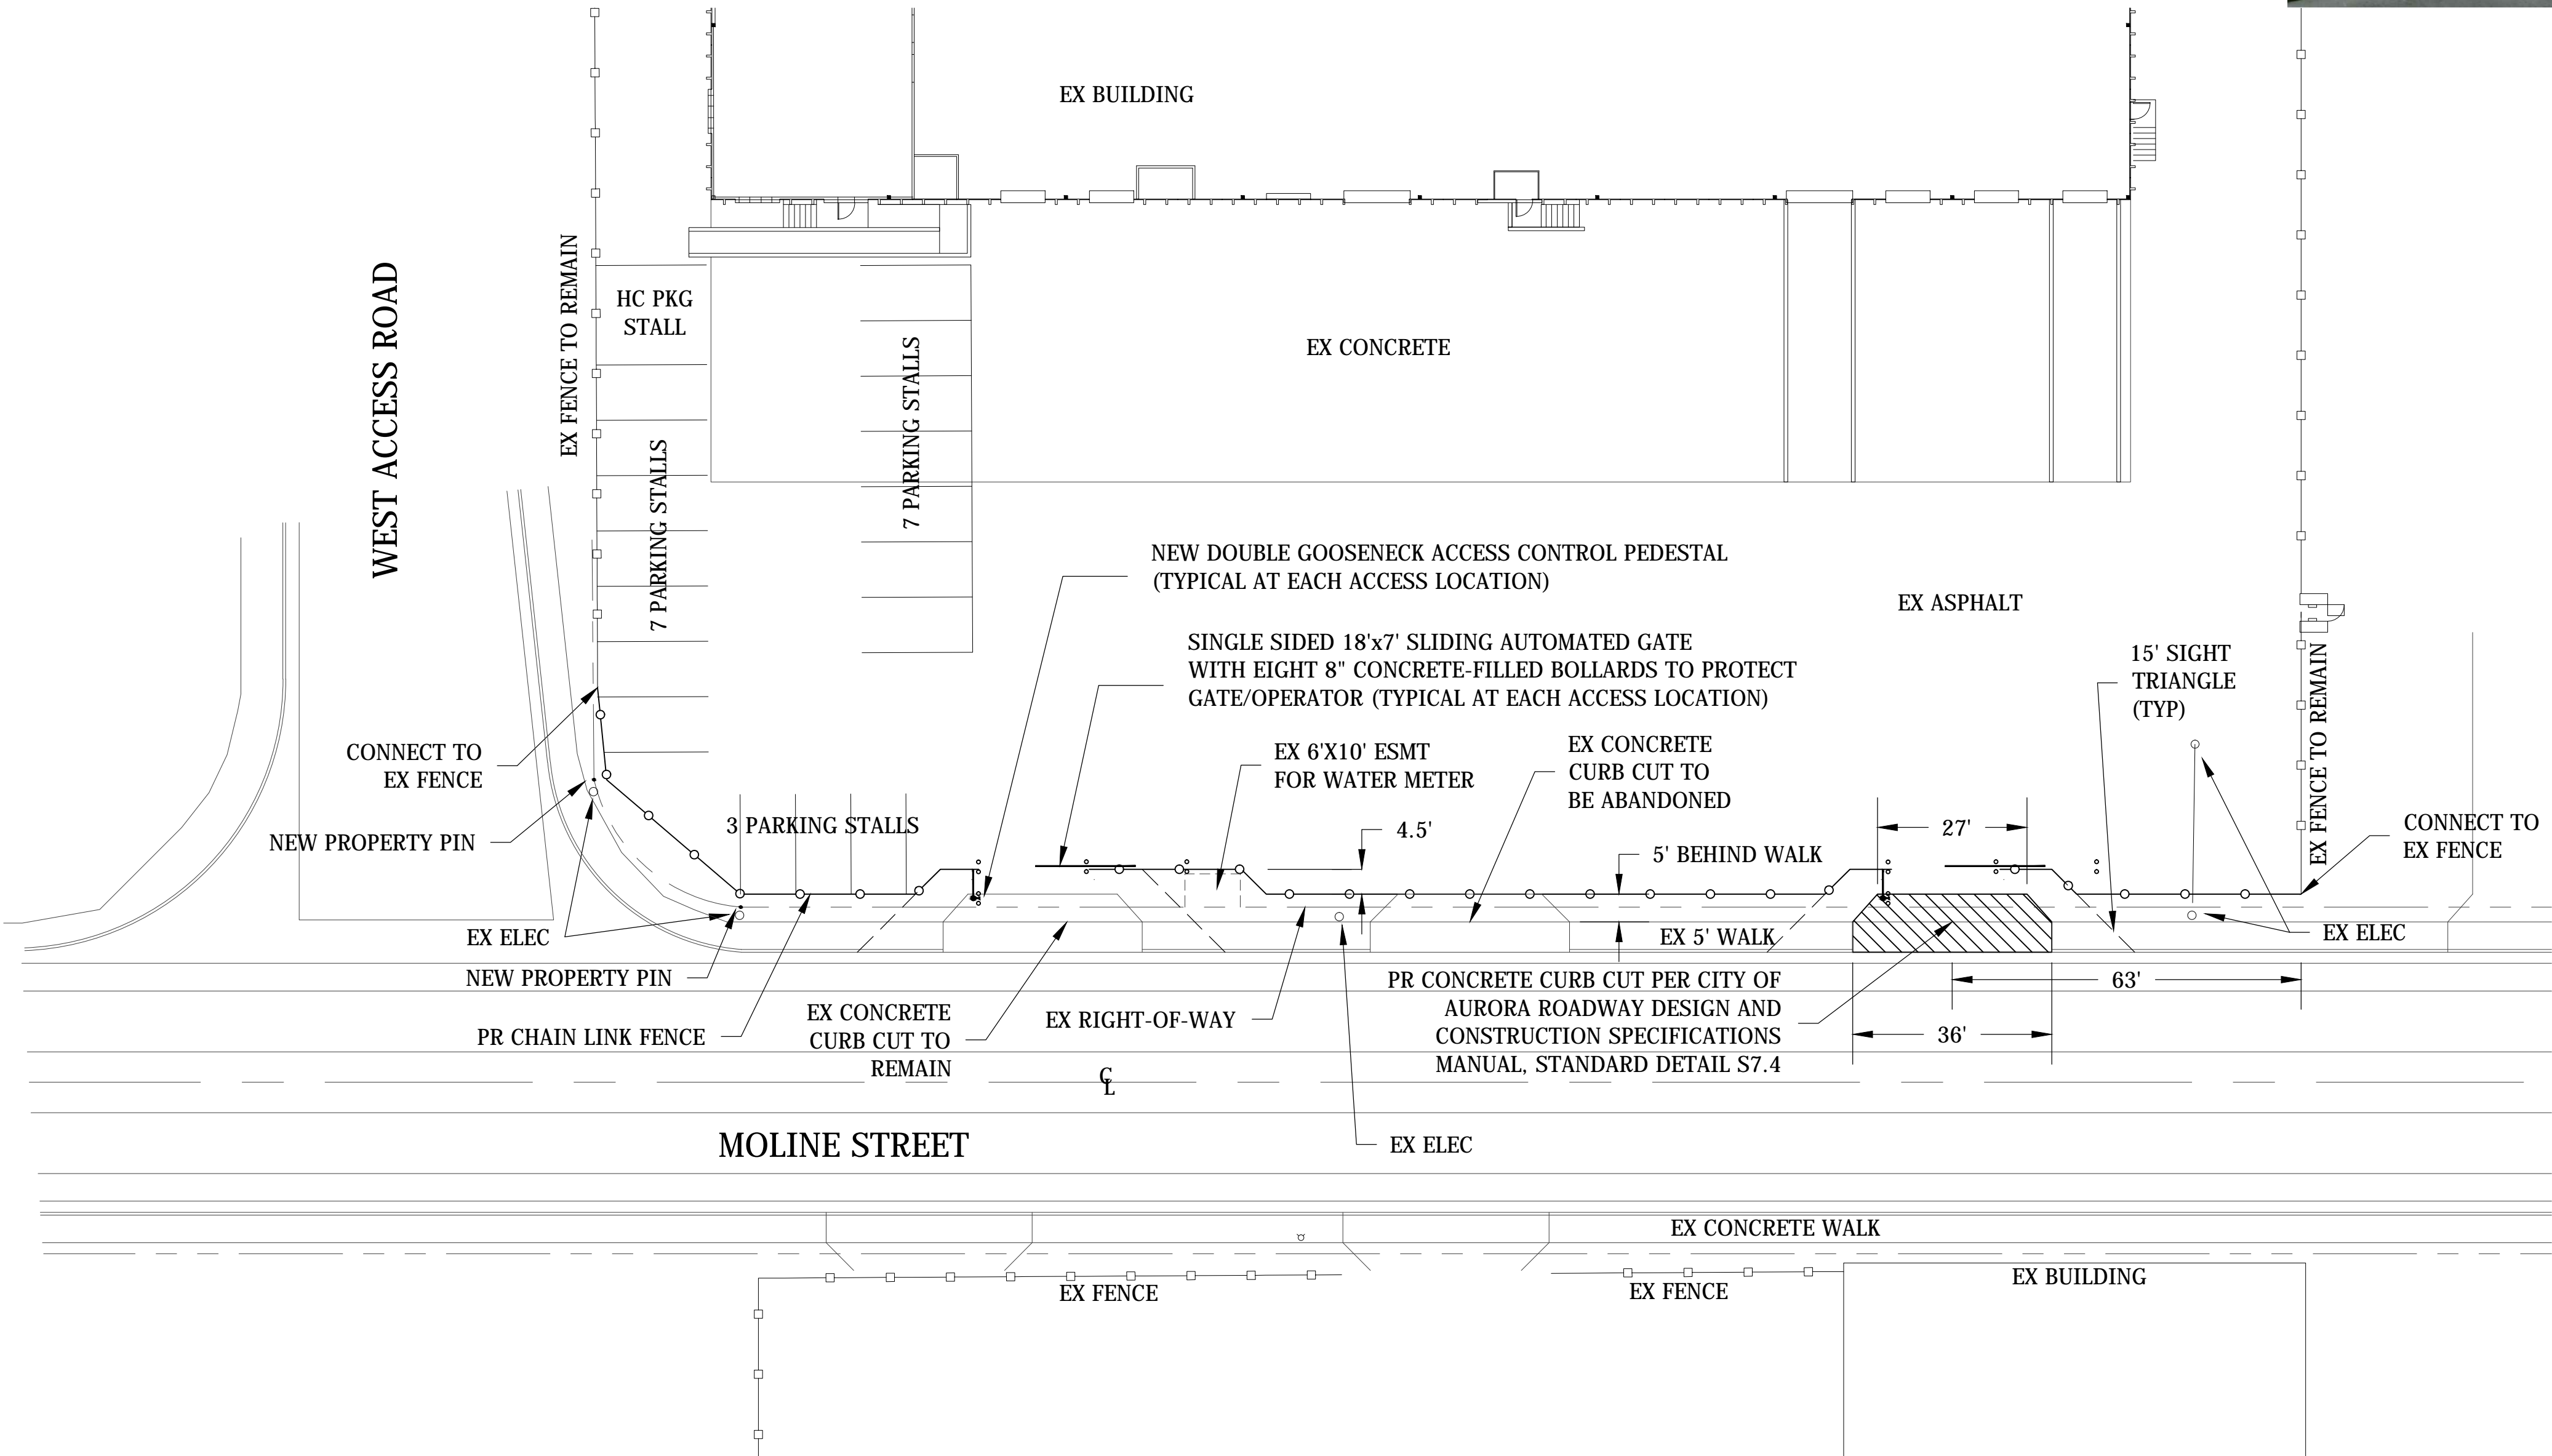 EX BUILDING
WEST ACCESS ROAD
EX FENCE TO REMAIN
HC PKG
STALL
7 PARKING STALLS
7 PARKING STALLS
EX CONCRETE
NEW DOUBLE GOOSENECK ACCESS CONTROL PEDESTAL
(TYPICAL AT EACH ACCESS LOCATION)
EX ASPHALT
SINGLE SIDED 18'x7' SLIDING AUTOMATED GATE
WITH EIGHT 8" CONCRETE-FILLED BOLLARDS TO PROTECT
GATE/OPERATOR (TYPICAL AT EACH ACCESS LOCATION)
15' SIGHT
TRIANGLE
(TYP)
EX FENCE TO REMAIN
CONNECT TO
EX FENCE
EX 6'X10' ESMT
FOR WATER METER
EX CONCRETE
CURB CUT TO
BE ABANDONED
NEW PROPERTY PIN
3 PARKING STALLS
4.5'
5' BEHIND WALK
27'
CONNECT TO
EX FENCE
EX ELEC
EX 5' WALK
EX ELEC
NEW PROPERTY PIN
PR CONCRETE CURB CUT PER CITY OF
AURORA ROADWAY DESIGN AND
CONSTRUCTION SPECIFICATIONS
MANUAL, STANDARD DETAIL S7.4
63'
36'
PR CHAIN LINK FENCE
EX CONCRETE
CURB CUT TO
REMAIN
EX RIGHT-OF-WAY
CL
MOLINE STREET
EX ELEC
EX CONCRETE WALK
EX FENCE
EX FENCE
EX BUILDING